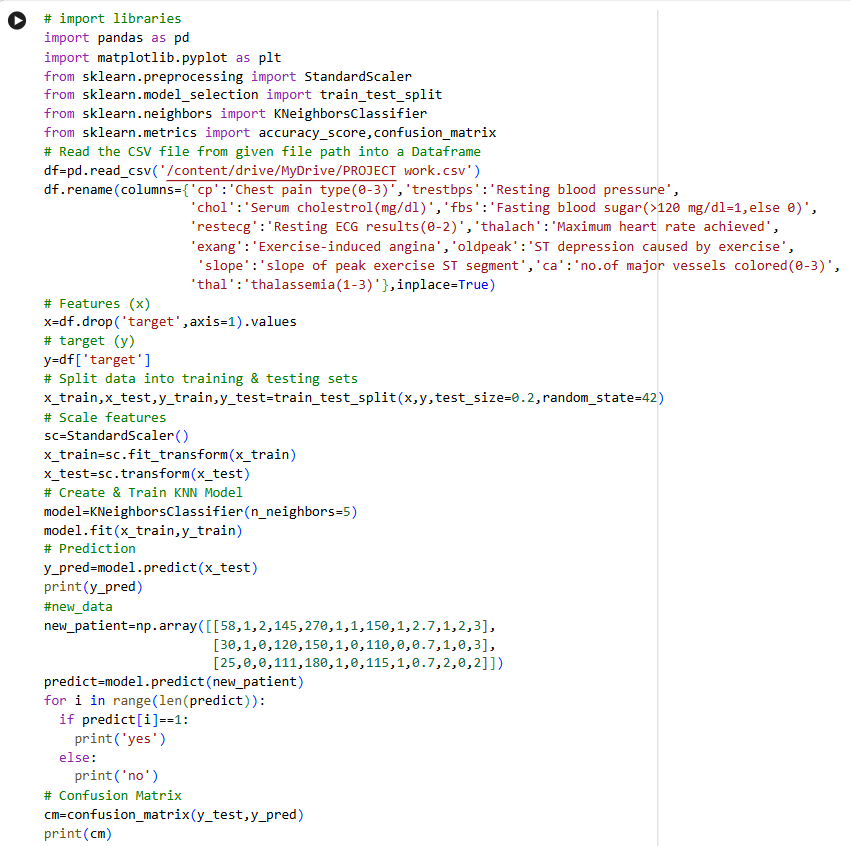 # import libraries
import pandas as pd
import matplotlib.pyplot as plt
from sklearn.preprocessing import StandardScaler
from sklearn.model_selection import train_test_split
from sklearn.neighbors import KNeighborsClassifier
from sklearn.metrics import accuracy_score,confusion_matrix
# Read the CSV file from given file path into a Dataframe
df=pd.read_csv('/content/drive/MyDrive/PROJECT work.csv')
df.rename(columns={'cp':'Chest pain type(0-3)','trestbps':'Resting blood pressure',
                   'chol':'Serum cholestrol(mg/dl)','fbs':'Fasting blood sugar(>120 mg/dl=1,else 0)',
                   'restecg':'Resting ECG results(0-2)','thalach':'Maximum heart rate achieved',
                   'exang':'Exercise-induced angina','oldpeak':'ST depression caused by exercise',
                    'slope':'slope of peak exercise ST segment','ca':'no.of major vessels colored(0-3)',
                   'thal':'thalassemia(1-3)'},inplace=True)
# Features (x)
x=df.drop('target',axis=1).values
# target (y)
y=df['target']
# Split data into training & testing sets
x_train,x_test,y_train,y_test=train_test_split(x,y,test_size=0.2,random_state=42)
# Scale features
sc=StandardScaler()
x_train=sc.fit_transform(x_train)
x_test=sc.transform(x_test)
# Create & Train KNN Model
model=KNeighborsClassifier(n_neighbors=5)
model.fit(x_train,y_train)
# Prediction
y_pred=model.predict(x_test)
print(y_pred)
#new_data
new_patient=np.array([[58,1,2,145,270,1,1,150,1,2.7,1,2,3],
                      [30,1,0,120,150,1,0,110,0,0.7,1,0,3],
                      [25,0,0,111,180,1,0,115,1,0.7,2,0,2]])
predict=model.predict(new_patient)
for i in range(len(predict)):
  if predict[i]==1:
    print('yes')
  else:
    print('no')
# Confusion Matrix
cm=confusion_matrix(y_test,y_pred)
print(cm)